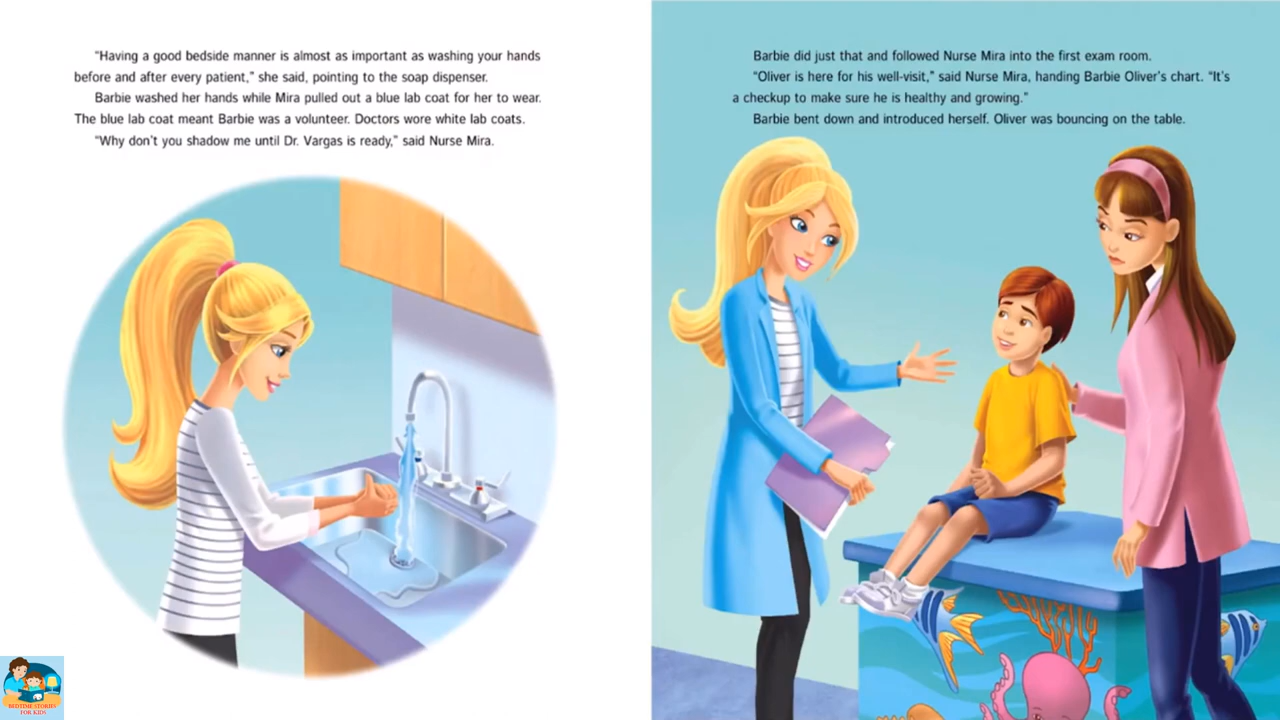 “Having a good bedside manner is almost as important as washing your hands
before and after every patient,” she said, pointing to the soap dispenser.
Barbie washed her hands while Mira pulled out a blue lab coat for her to wear.
The blue lab coat meant Barbie was a volunteer. Doctors wore white lab coats.
“Why don’t you shadow me until Dr. Vargas is ready,” said Nurse Mira.
Barbie did just that and followed Nurse Mira into the first exam room.
“Oliver is here for his well-visit,” said Nurse Mira, handing Barbie Oliver’s chart. “It’s
a checkup to make sure he is healthy and growing.”
Barbie bent down and introduced herself. Oliver was bouncing on the table.
BEDTIME STORIES
FOR KIDS